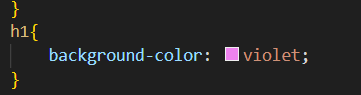 }
h1{
    background-color: violet;
}